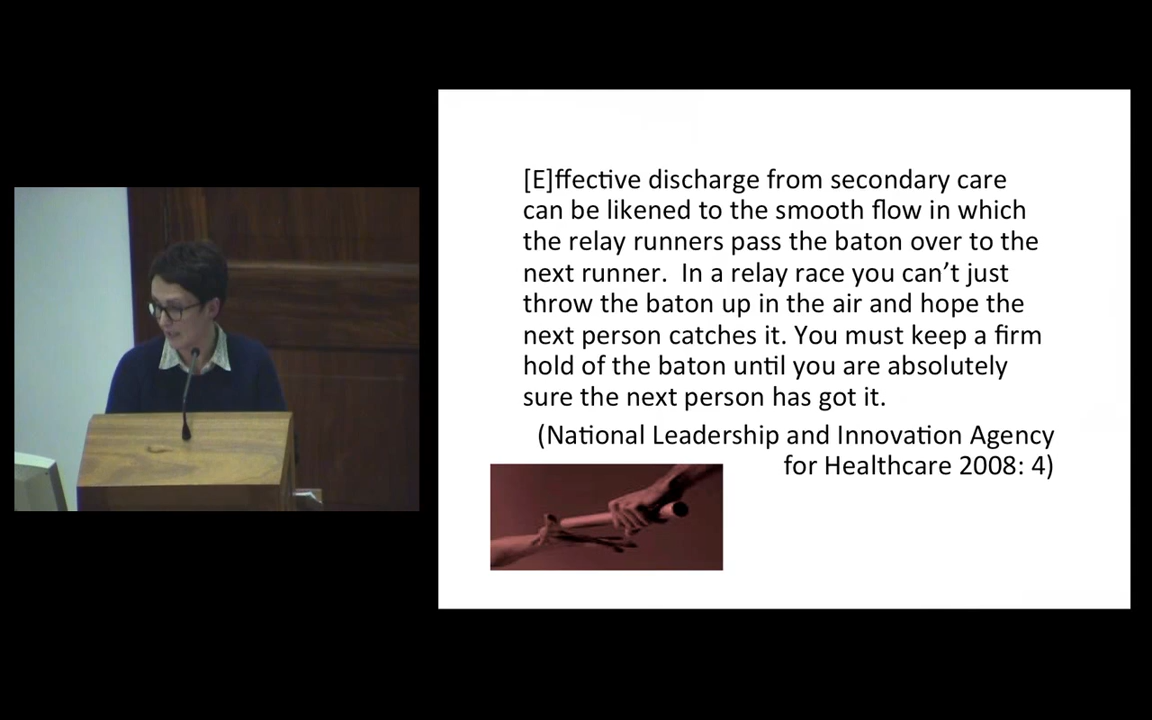 [E]ffective discharge from secondary care
can be likened to the smooth flow in which
the relay runners pass the baton over to the
next runner.  In a relay race you can’t just
throw the baton up in the air and hope the
next person catches it. You must keep a firm
hold of the baton until you are absolutely
sure the next person has got it.
(National Leadership and Innovation Agency
for Healthcare 2008: 4)